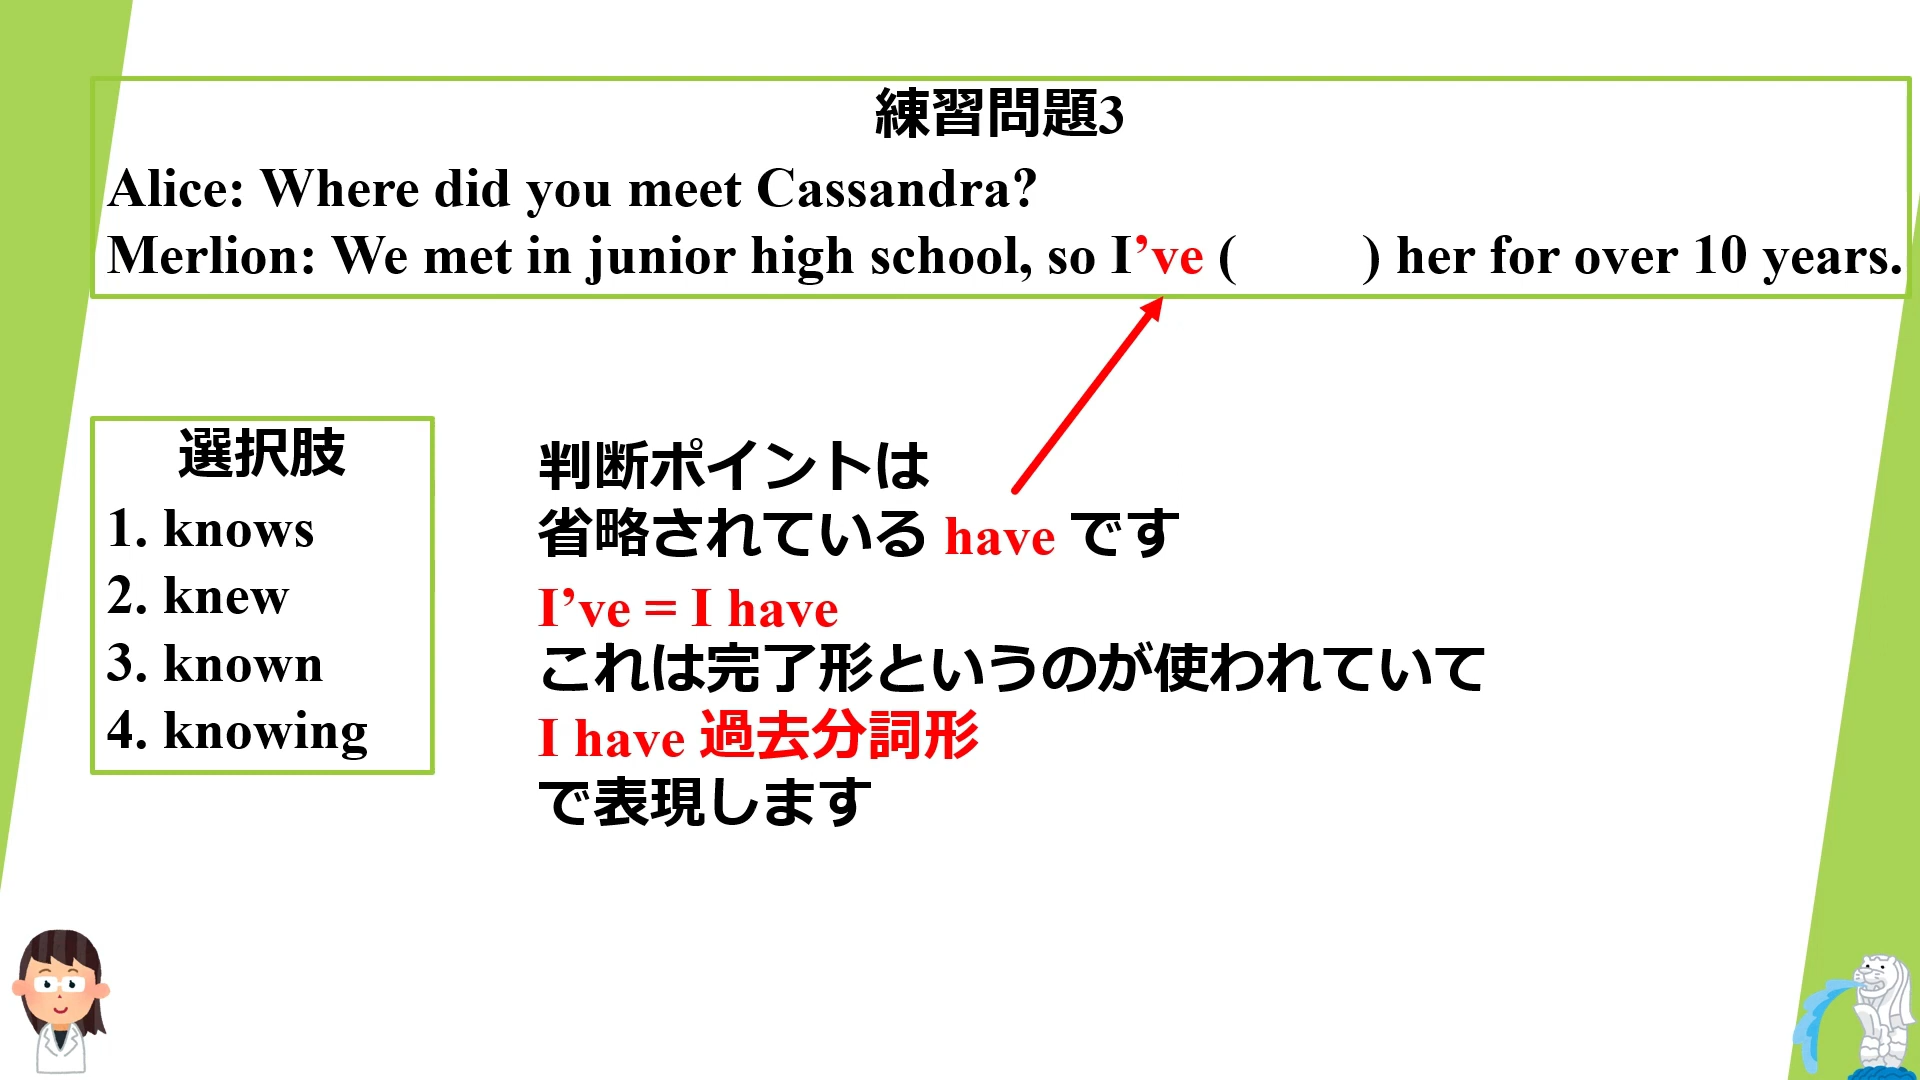 練習問題3
Alice: Where did you meet Cassandra?
Merlion: We met in junior high school, so I’ve (        ) her for over 10 years.
選択肢
1. knows
2. knew
3. known
4. knowing
判断ポイントは
省略されている have です
I’ve = I have
これは完了形というのが使われていて
I have 過去分詞形
で表現します